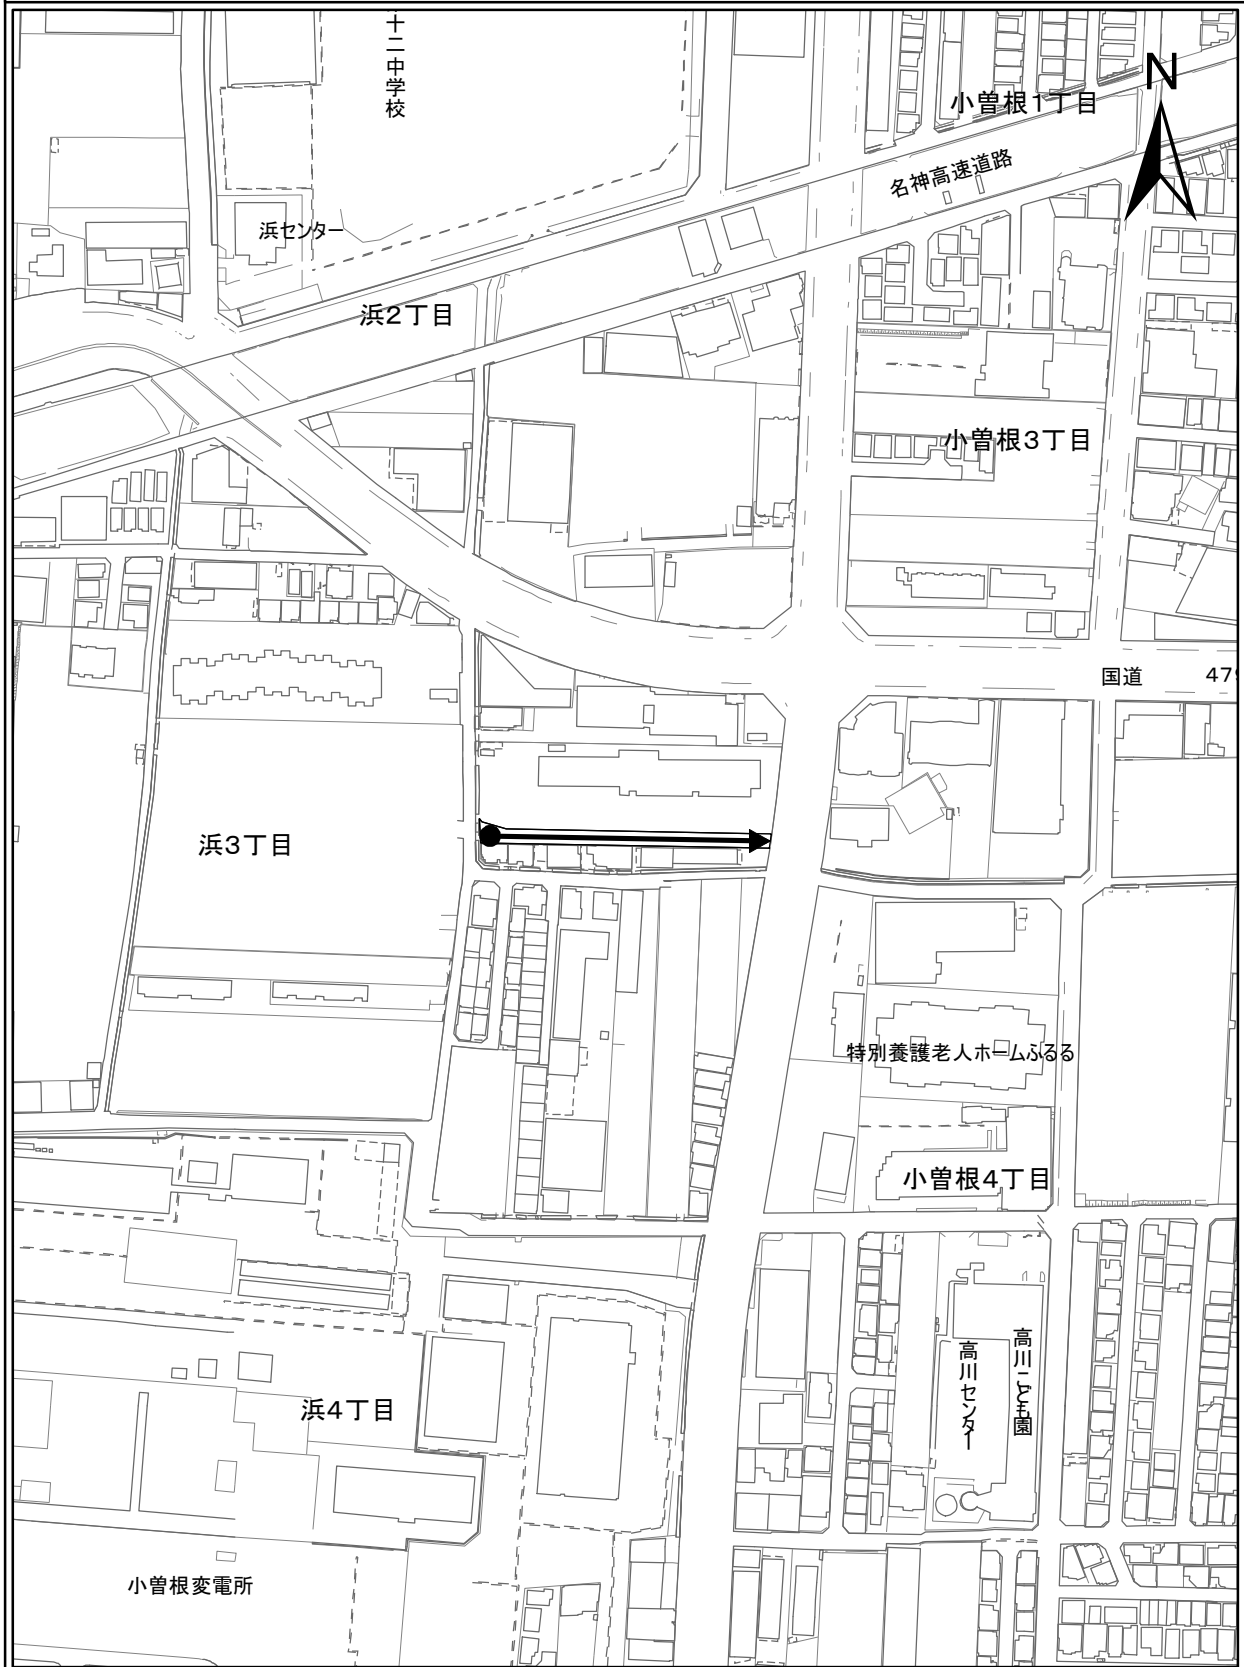 十二中学校
N
小曽根1丁目
名神高速道路
浜センター
浜2丁目
小曽根3丁目
国道 479
浜3丁目
特別養護老人ホームふるる
小曽根4丁目
高川センター
高川こども園
浜4丁目
小曽根変電所